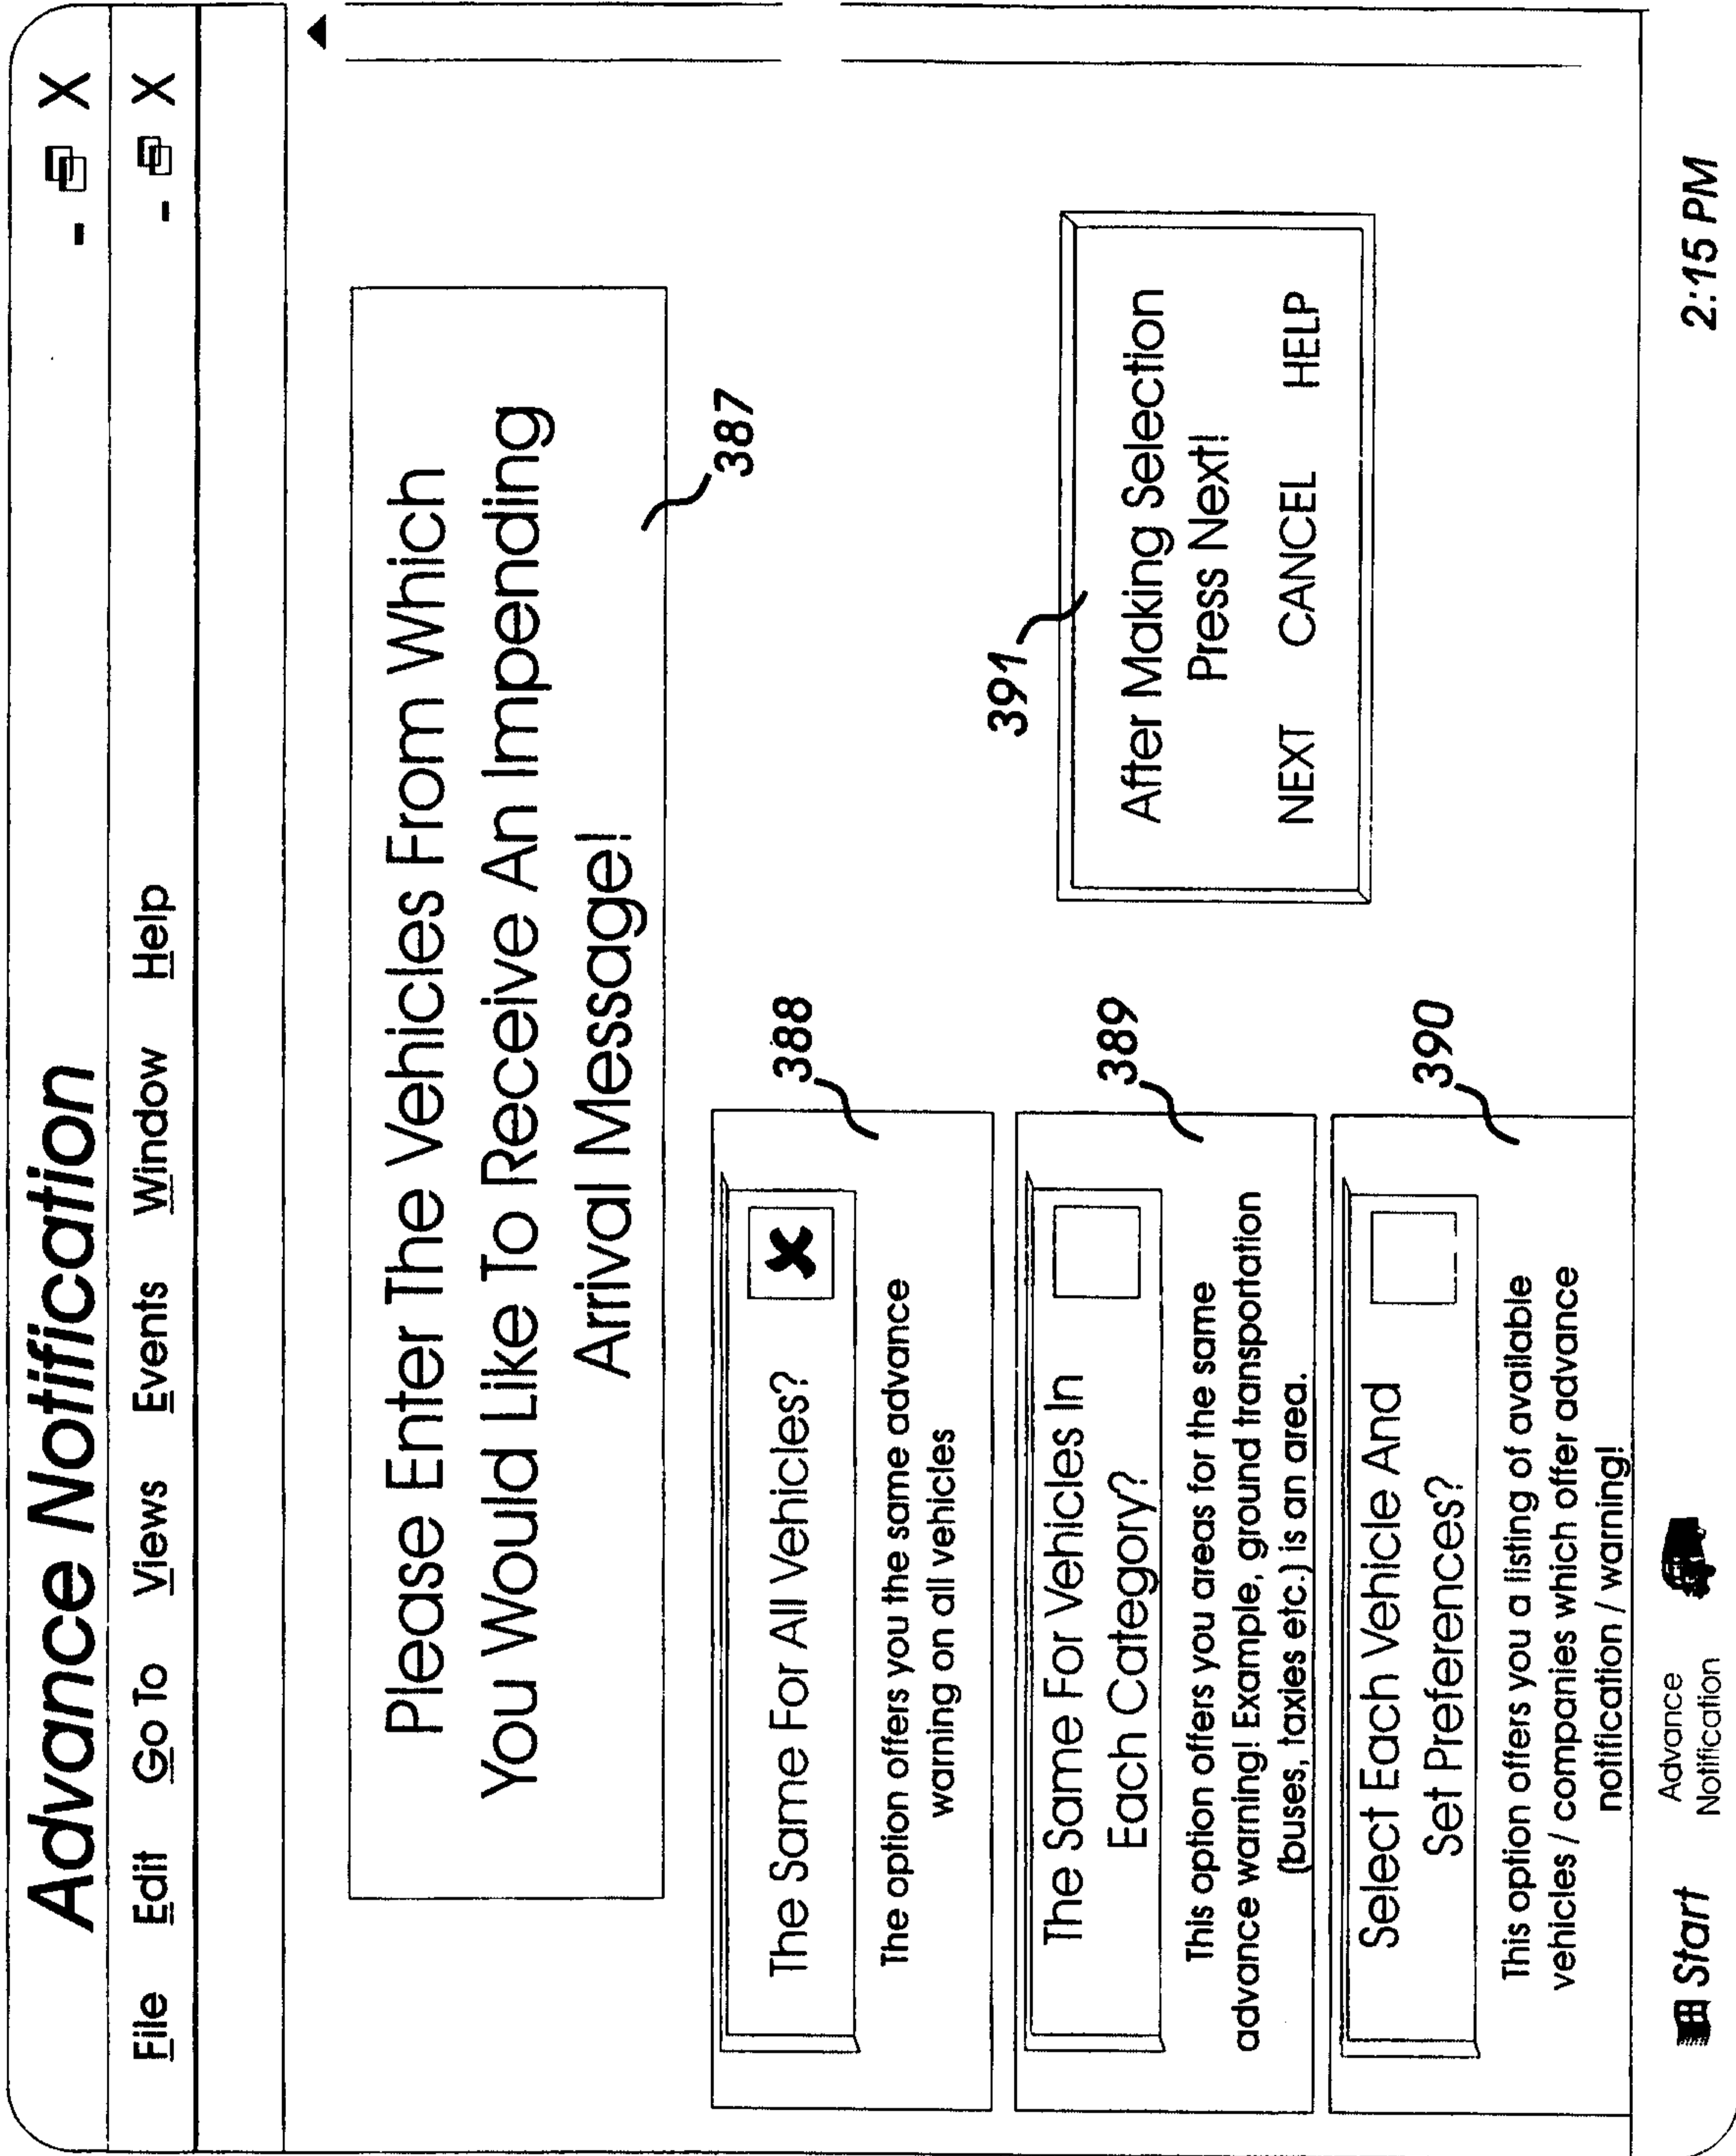 Advance Notification - X
File Edit Go To Views Events Window Help - X
Please Enter The Vehicles From Which
You Would Like To Receive An Impending
Arrival Message!
387
388
The Same For All Vehicles? X
The option offers you the same advance
warning on all vehicles
389
The Same For Vehicles In
Each Category?
This option offers you areas for the same
advance warning! Example, ground transportation
(buses, taxies etc.) is an area.
390
Select Each Vehicle And
Set Preferences?
This option offers you a listing of available
vehicles / companies which offer advance
notification / warning!
391
After Making Selection
Press Next!
NEXT CANCEL HELP
Start
Advance
Notification
2:15 PM